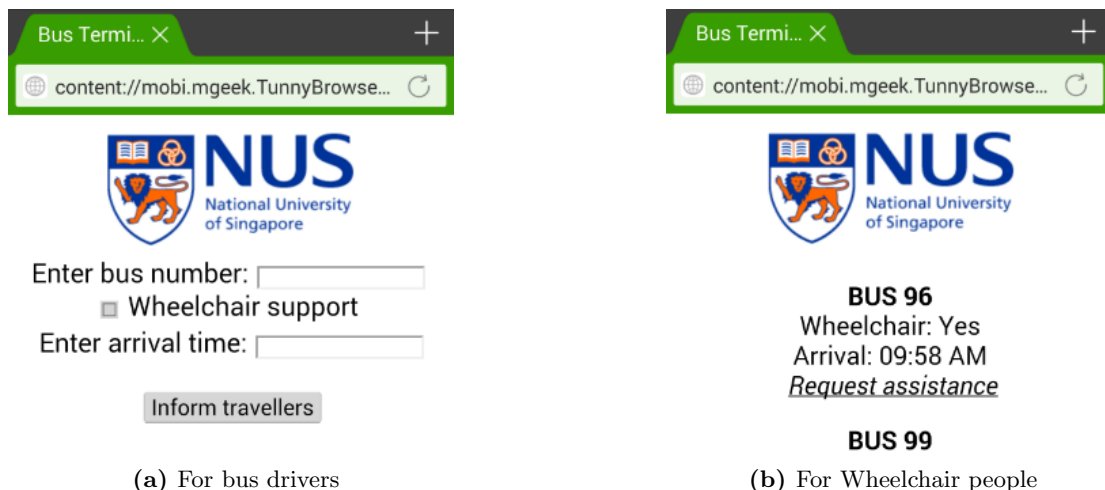 Bus Termi...
content://mobi.mgeek.TunnyBrowse...
NUS
National University
of Singapore
Enter bus number:
Wheelchair support
Enter arrival time:
Inform travellers
(a) For bus drivers
Bus Termi...
content://mobi.mgeek.TunnyBrowse...
NUS
National University
of Singapore
BUS 96
Wheelchair: Yes
Arrival: 09:58 AM
Request assistance
BUS 99
(b) For Wheelchair people